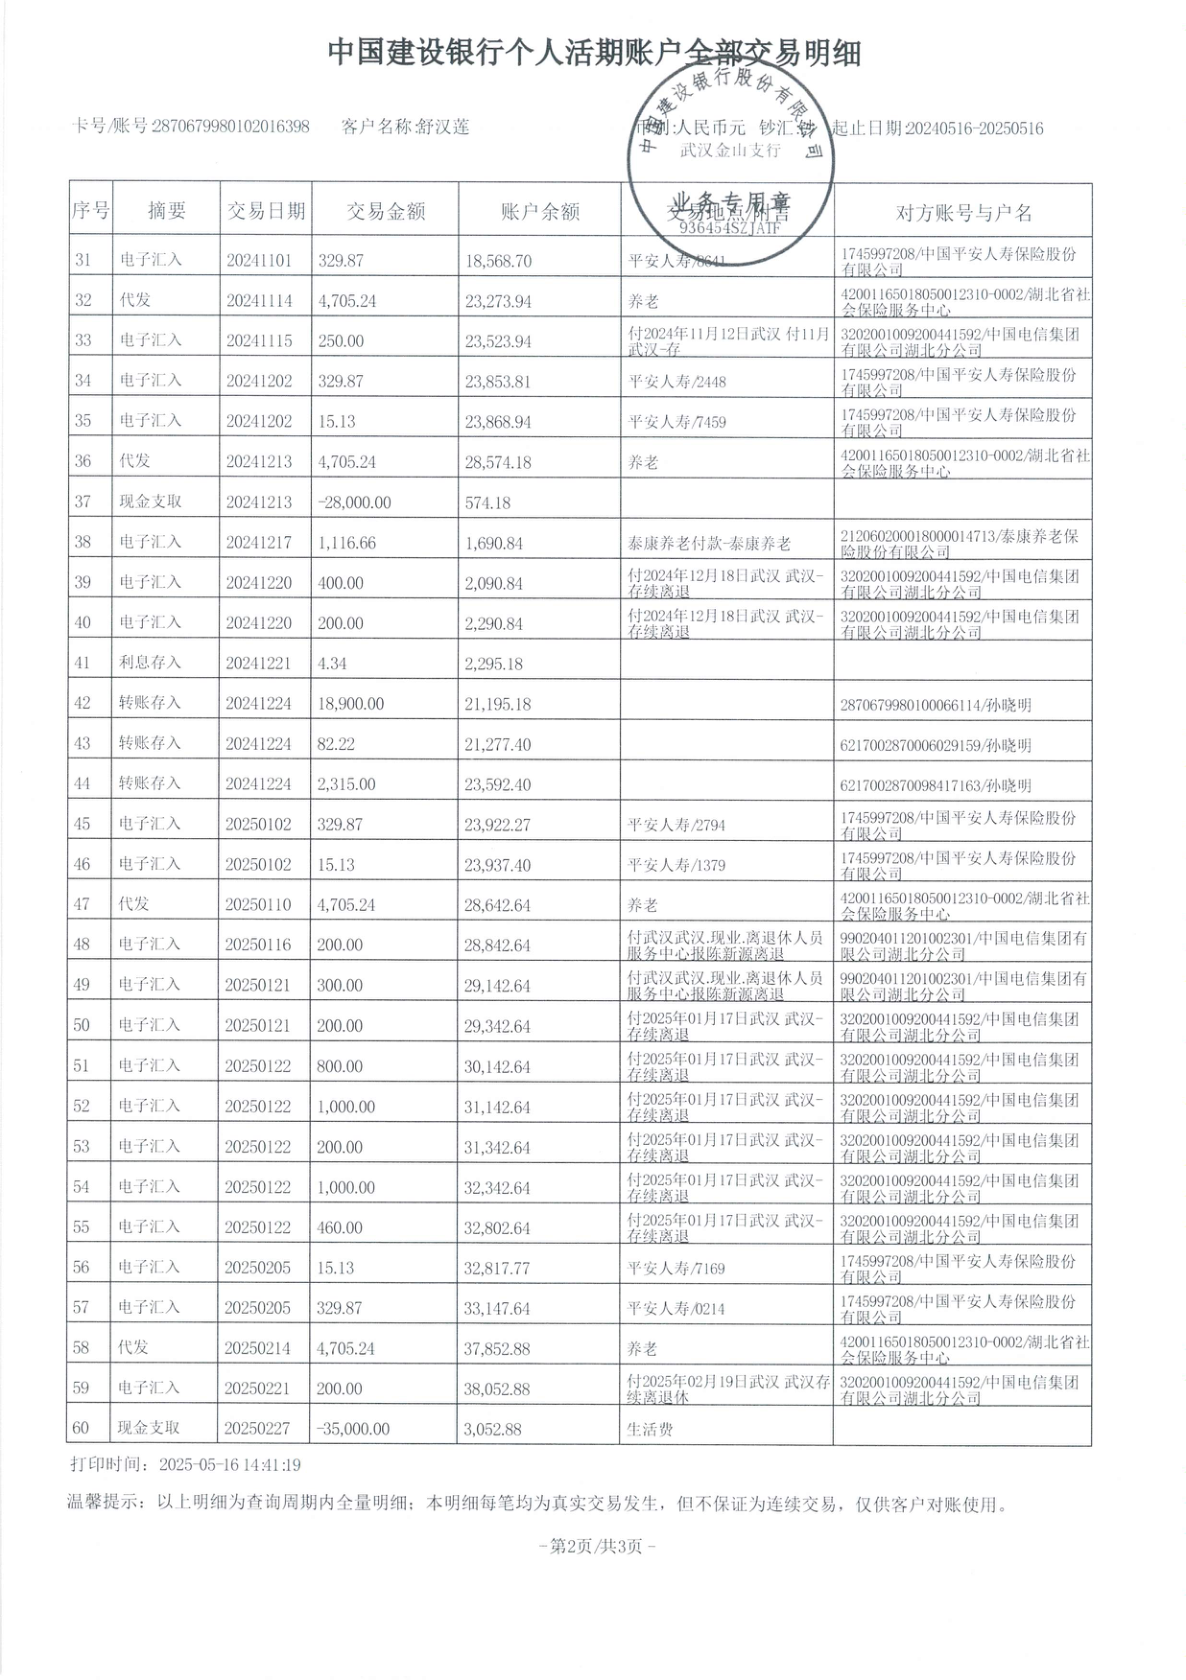 中国建设银行个人活期账户全部交易明细
卡号/账号:2870679980102016398 客户名称:舒汉莲 币别:人民币元 钞汇: 起止日期:20240516-20250516
中国建设银行股份有限公司
武汉金山支行
业务专用章
936454SZJATF
序号 摘要 交易日期 交易金额 账户余额 交易地点/附言 对方账号与户名
31 电子汇入 20241101 329.87 18,568.70 平安人寿/8641 1745997208/中国平安人寿保险股份
有限公司
32 代发 20241114 4,705.24 23,273.94 养老 42001165018050012310-0002/湖北省社
会保险服务中心
33 电子汇入 20241115 250.00 23,523.94 付2024年11月12日武汉 付11月 3202001009200441592/中国电信集团
武汉-存 有限公司湖北分公司
34 电子汇入 20241202 329.87 23,853.81 平安人寿/2448 1745997208/中国平安人寿保险股份
有限公司
35 电子汇入 20241202 15.13 23,868.94 平安人寿/7459 1745997208/中国平安人寿保险股份
有限公司
36 代发 20241213 4,705.24 28,574.18 养老 42001165018050012310-0002/湖北省社
会保险服务中心
37 现金支取 20241213 -28,000.00 574.18
38 电子汇入 20241217 1,116.66 1,690.84 泰康养老付款-泰康养老 212060200018000014713/泰康养老保
险股份有限公司
39 电子汇入 20241220 400.00 2,090.84 付2024年12月18日武汉 武汉- 3202001009200441592/中国电信集团
存续离退 有限公司湖北分公司
40 电子汇入 20241220 200.00 2,290.84 付2024年12月18日武汉 武汉- 3202001009200441592/中国电信集团
存续离退 有限公司湖北分公司
41 利息存入 20241221 4.34 2,295.18
42 转账存入 20241224 18,900.00 21,195.18 2870679980100066114/孙晓明
43 转账存入 20241224 82.22 21,277.40 6217002870006029159/孙晓明
44 转账存入 20241224 2,315.00 23,592.40 6217002870098417163/孙晓明
45 电子汇入 20250102 329.87 23,922.27 平安人寿/2794 1745997208/中国平安人寿保险股份
有限公司
46 电子汇入 20250102 15.13 23,937.40 平安人寿/1379 1745997208/中国平安人寿保险股份
有限公司
47 代发 20250110 4,705.24 28,642.64 养老 42001165018050012310-0002/湖北省社
会保险服务中心
48 电子汇入 20250116 200.00 28,842.64 付武汉武汉.现业.离退休人员 990204011201002301/中国电信集团有
服务中心报陈新源离退 限公司湖北分公司
49 电子汇入 20250121 300.00 29,142.64 付武汉武汉.现业.离退休人员 990204011201002301/中国电信集团有
服务中心报陈新源离退 限公司湖北分公司
50 电子汇入 20250121 200.00 29,342.64 付2025年01月17日武汉 武汉- 3202001009200441592/中国电信集团
存续离退 有限公司湖北分公司
51 电子汇入 20250122 800.00 30,142.64 付2025年01月17日武汉 武汉- 3202001009200441592/中国电信集团
存续离退 有限公司湖北分公司
52 电子汇入 20250122 1,000.00 31,142.64 付2025年01月17日武汉 武汉- 3202001009200441592/中国电信集团
存续离退 有限公司湖北分公司
53 电子汇入 20250122 200.00 31,342.64 付2025年01月17日武汉 武汉- 3202001009200441592/中国电信集团
存续离退 有限公司湖北分公司
54 电子汇入 20250122 1,000.00 32,342.64 付2025年01月17日武汉 武汉- 3202001009200441592/中国电信集团
存续离退 有限公司湖北分公司
55 电子汇入 20250122 460.00 32,802.64 付2025年01月17日武汉 武汉- 3202001009200441592/中国电信集团
存续离退 有限公司湖北分公司
56 电子汇入 20250205 15.13 32,817.77 平安人寿/7169 1745997208/中国平安人寿保险股份
有限公司
57 电子汇入 20250205 329.87 33,147.64 平安人寿/0214 1745997208/中国平安人寿保险股份
有限公司
58 代发 20250214 4,705.24 37,852.88 养老 42001165018050012310-0002/湖北省社
会保险服务中心
59 电子汇入 20250221 200.00 38,052.88 付2025年02月19日武汉 武汉存 3202001009200441592/中国电信集团
续离退休 有限公司湖北分公司
60 现金支取 20250227 -35,000.00 3,052.88 生活费
打印时间：2025-05-16 14:41:19
温馨提示：以上明细为查询周期内全量明细；本明细每笔均为真实交易发生，但不保证为连续交易，仅供客户对账使用。
-第2页/共3页-